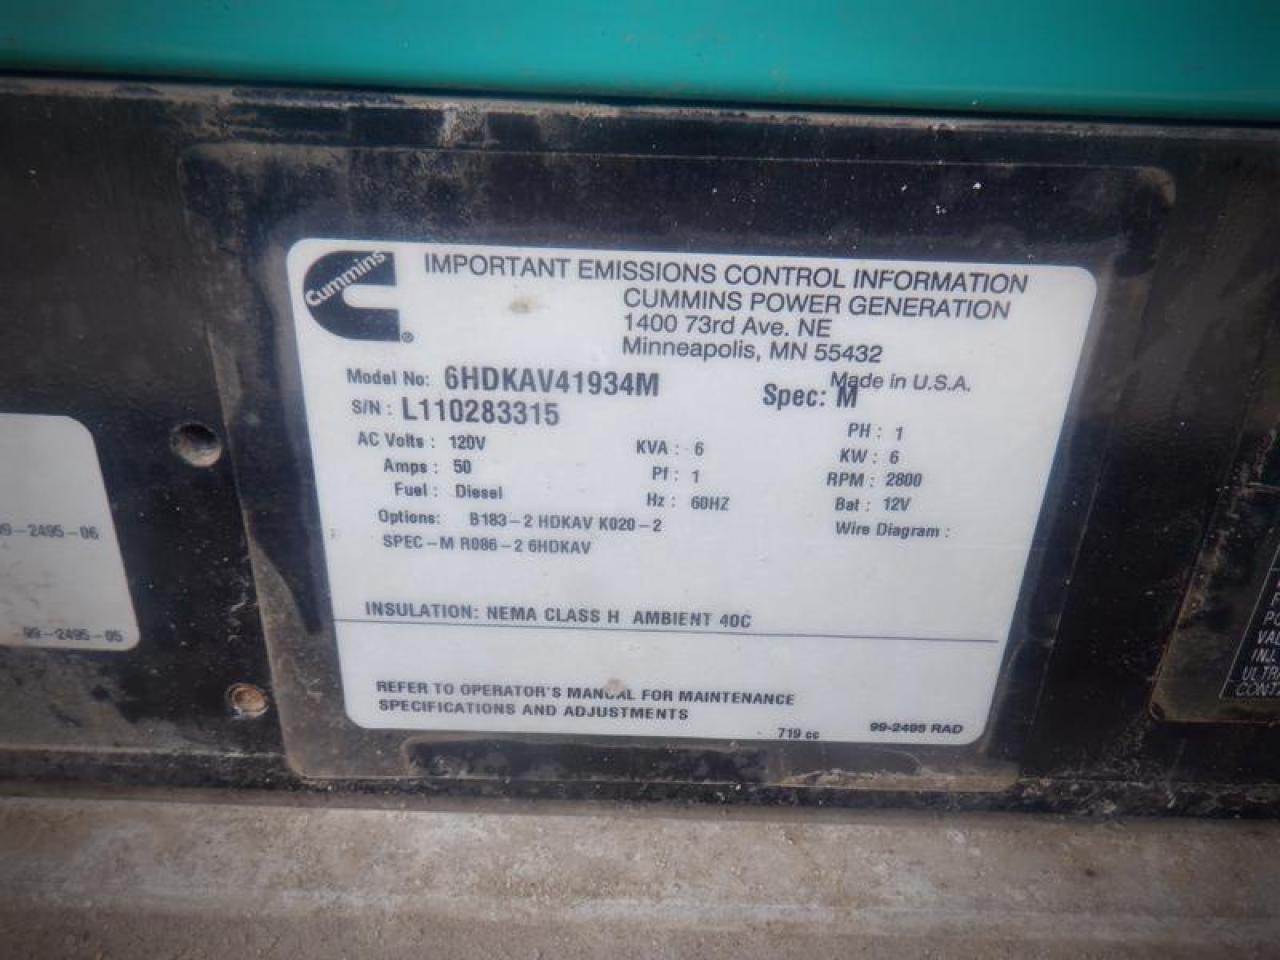 Cummins
IMPORTANT EMISSIONS CONTROL INFORMATION
CUMMINS POWER GENERATION
1400 73rd Ave. NE
Minneapolis, MN 55432
Made in U.S.A.
Model No: 6HDKAV41934M Spec: M
S/N : L110283315
AC Volts : 120V KVA : 6 PH : 1
Amps : 50 Pf : 1 KW : 6
Fuel : Diesel Hz : 60HZ RPM : 2800
Bat : 12V
Options: B183-2 HDKAV K020-2 Wire Diagram :
SPEC-M R086-2 6HDKAV
INSULATION: NEMA CLASS H AMBIENT 40C
REFER TO OPERATOR'S MANUAL FOR MAINTENANCE
SPECIFICATIONS AND ADJUSTMENTS
719 cc 99-2495 RAD
99-2495-06
99-2495-05